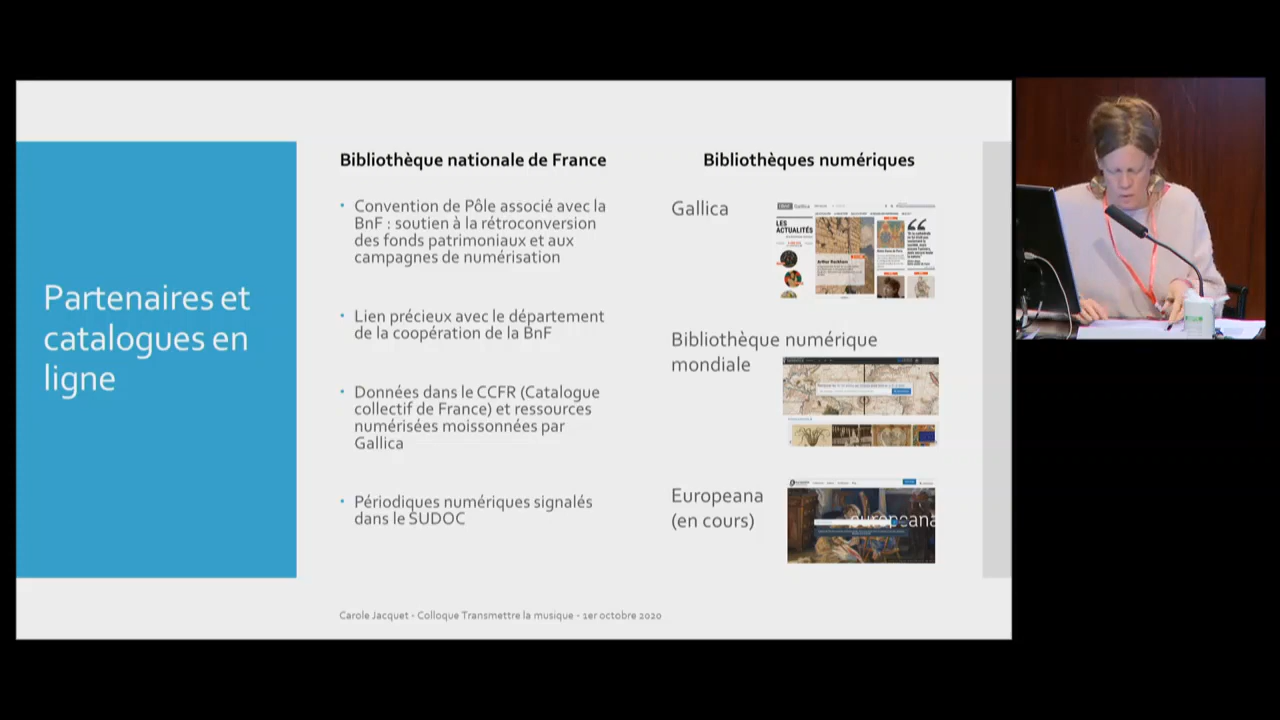 Partenaires et
catalogues en
ligne
Bibliothèque nationale de France
• Convention de Pôle associé avec la
BnF : soutien à la rétroconversion
des fonds patrimoniaux et aux
campagnes de numérisation
• Lien précieux avec le département
de la coopération de la BnF
• Données dans le CCFR (Catalogue
collectif de France) et ressources
numérisées moissonnées par
Gallica
• Périodiques numériques signalés
dans le SUDOC
Bibliothèques numériques
Gallica
LES
ACTUALITÉS
Bibliothèque numérique
mondiale
Europeana
(en cours)
europeana
Carole Jacquet - Colloque Transmettre la musique - 1er octobre 2020